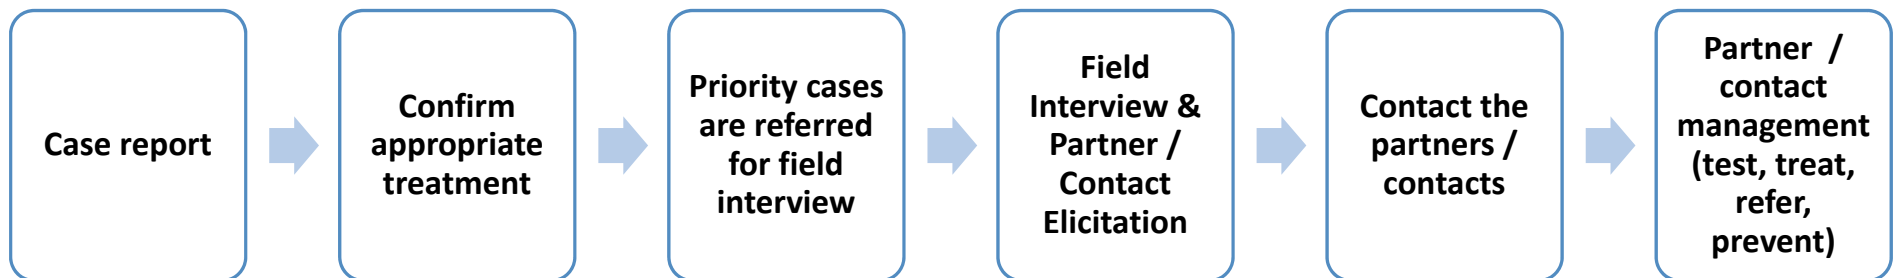 Case report
Confirm
appropriate
treatment
Priority cases
are referred
for field
interview
Field
Interview &
Partner /
Contact
Elicitation
Contact the
partners /
contacts
Partner /
contact
management
(test, treat,
refer,
prevent)